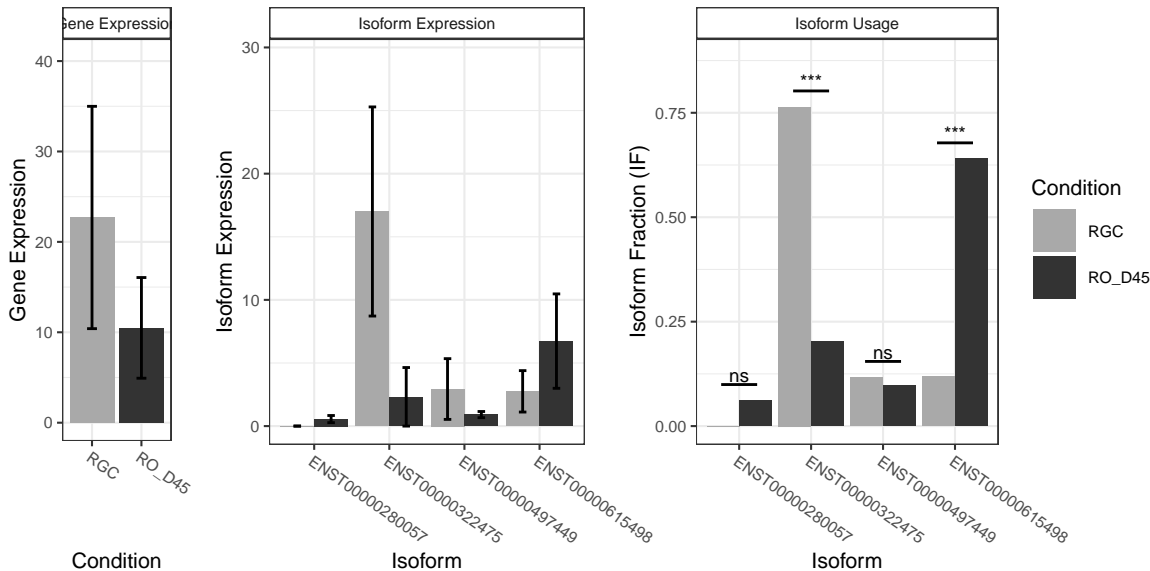 Gene Expression
Gene Expression
40
30
20
10
0
RGC
RO_D45
Condition
Isoform Expression
Isoform Expression
30
20
10
0
ENST00000280057
ENST00000322475
ENST00000497449
ENST00000615498
Isoform
Isoform Usage
Isoform Fraction (IF)
0.75
0.50
0.25
0.00
ns
***
ns
***
ENST00000280057
ENST00000322475
ENST00000497449
ENST00000615498
Isoform
Condition
RGC
RO_D45